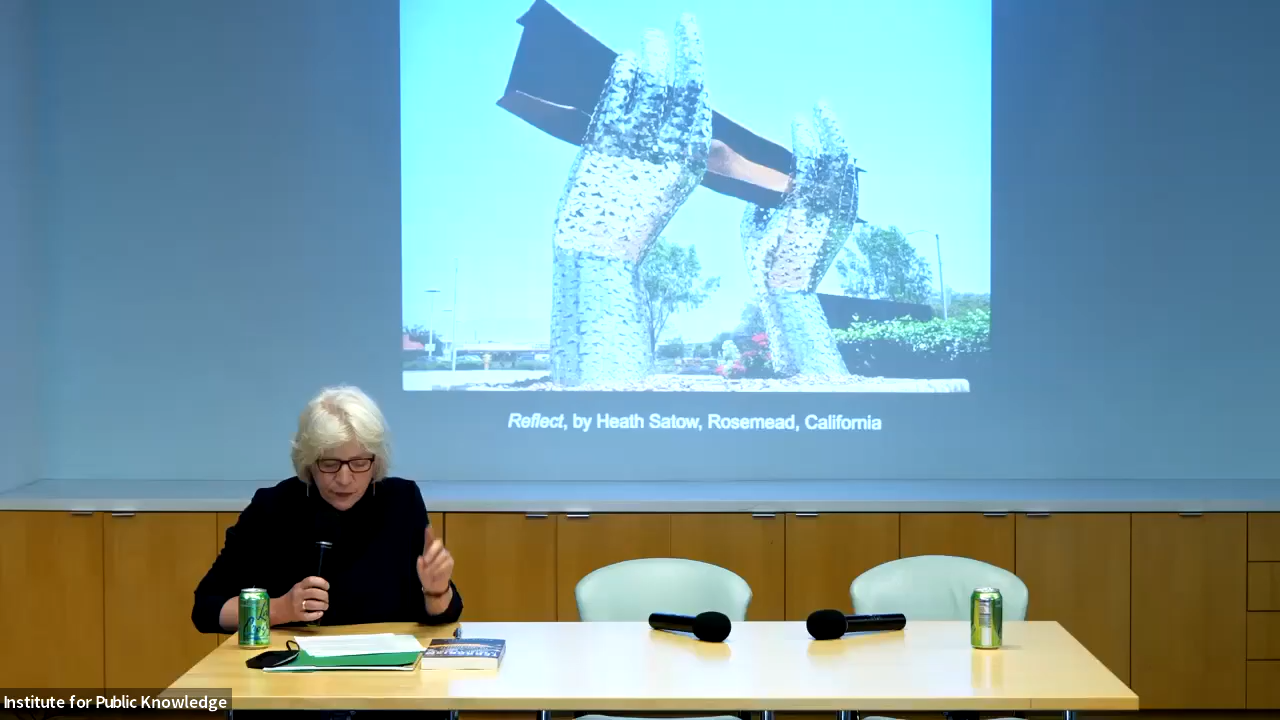 Reflect, by Heath Satow, Rosemead, California
Institute for Public Knowledge